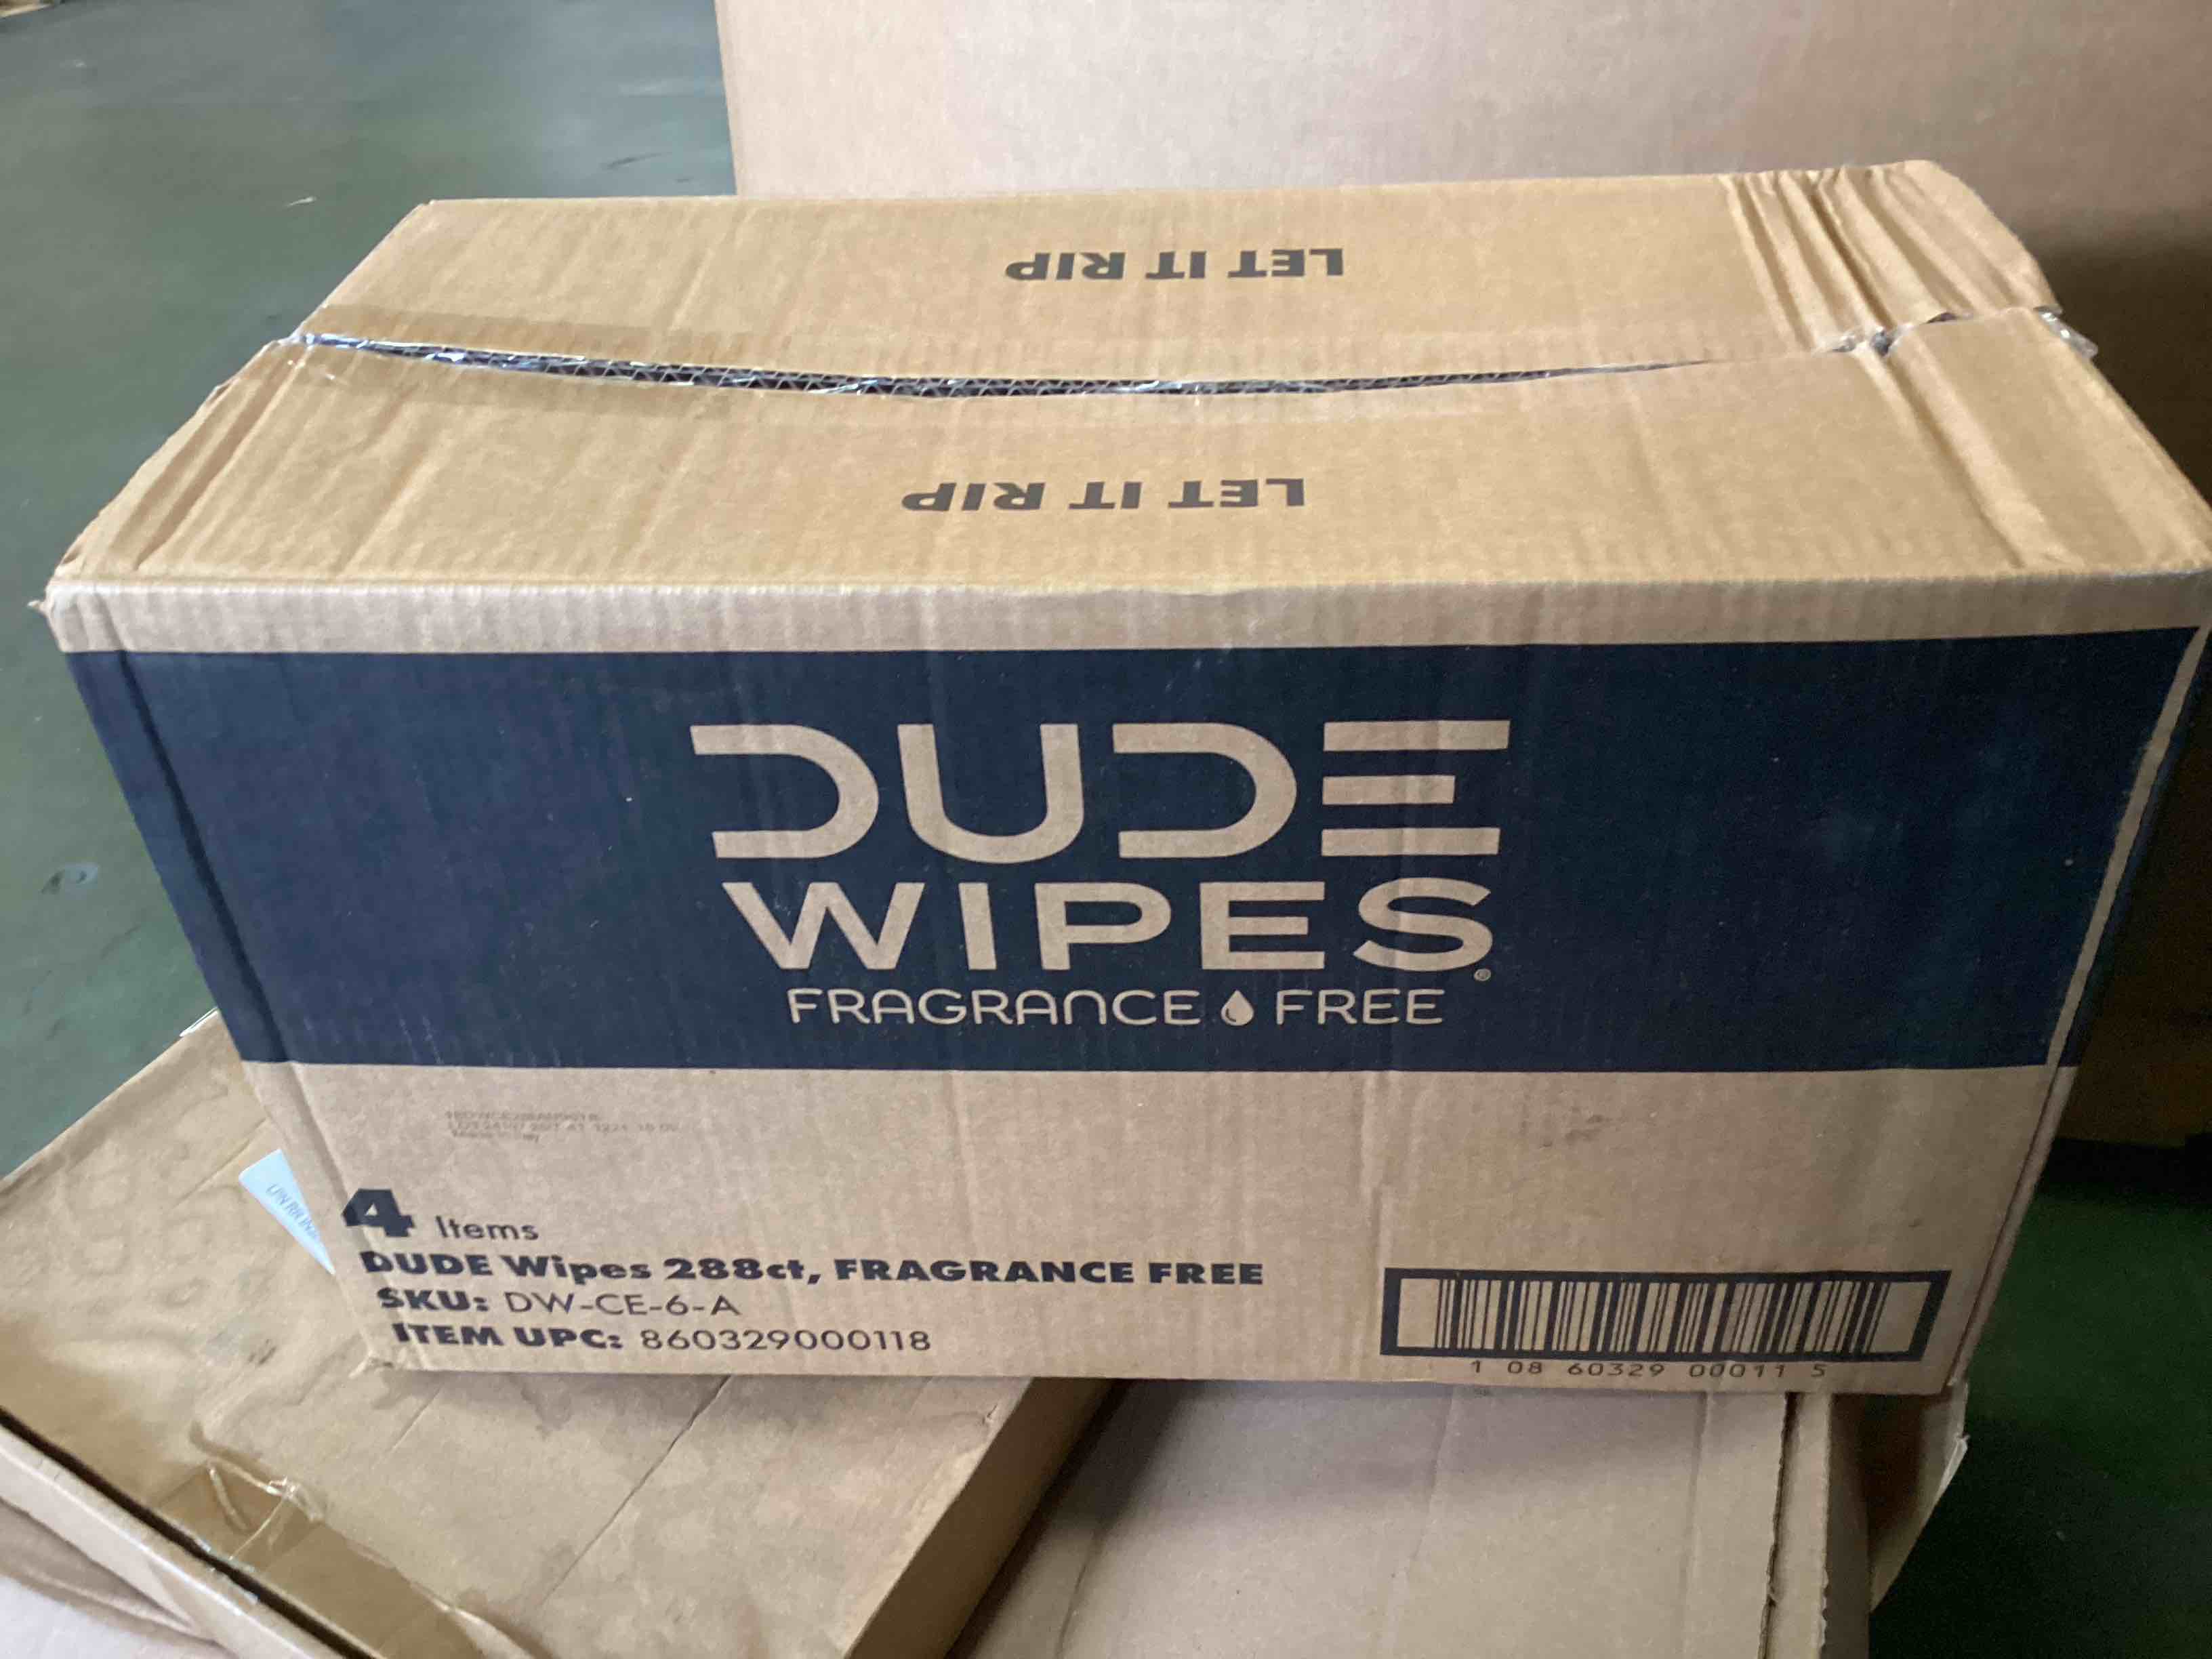 LET IT RIP
LET IT RIP
DUDE
WIPES®
FRAGRANCE FREE
4 Items
DUDE Wipes 288ct, FRAGRANCE FREE
SKU: DW-CE-6-A
ITEM UPC: 860329000118
1 08 60329 00011 5